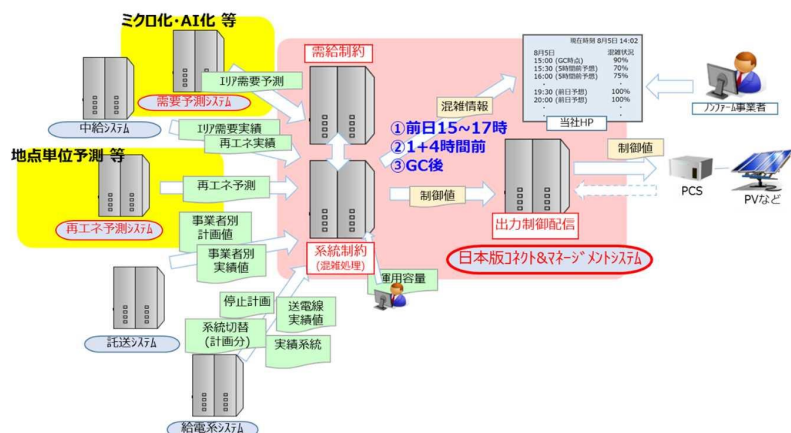 ミクロ化・AI化 等
エリア需要予測
需要予測システム
中給システム
エリア需要実績
再エネ実績
地点単位予測 等
再エネ予測
再エネ予測システム
事業者別
計画値
事業者別
実績値
託送システム
停止計画
送電線
実績値
系統切替
(計画分)
実績系統
給電系システム
需給制約
系統制約
(混雑処理)
運用容量
混雑情報
①前日15~17時
②1+4時間前
③GC後
制御値
現在時刻 8月5日 14:02
8月5日 混雑状況
15:00 (GC時点) 90%
15:30 (5時間前予想) 70%
16:00 (5時間前予想) 75%
19:30 (前日予想) 100%
20:00 (前日予想) 100%
当社HP
ノンファーム事業者
出力制御配信
制御値
PCS
PVなど
日本版コネクト&マネージメントシステム